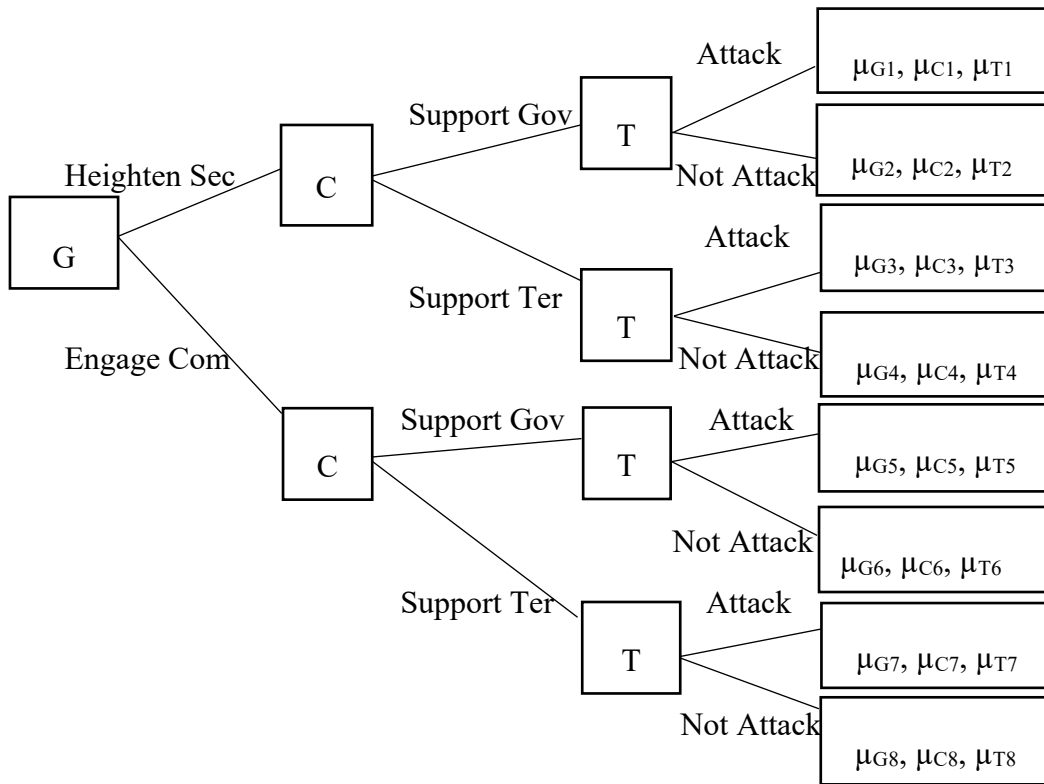 Attack
μG1, μC1, μT1
Support Gov
T
μG2, μC2, μT2
Heighten Sec
C
Not Attack
Attack
G
μG3, μC3, μT3
Support Ter
T
Engage Com
Not Attack
μG4, μC4, μT4
Support Gov
Attack
C
T
μG5, μC5, μT5
Not Attack
μG6, μC6, μT6
Support Ter
Attack
T
μG7, μC7, μT7
Not Attack
μG8, μC8, μT8